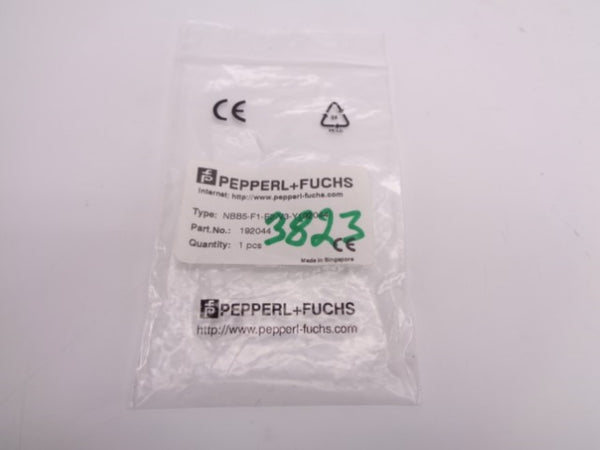 CE
PEPPERL+FUCHS
Internet: http://www.pepperl-fuchs.com
Type:
Part.No.: 192044
3823
Quantity: 1 pcs
CE
Made in Singapore
PEPPERL+FUCHS
http://www.pepperl-fuchs.com